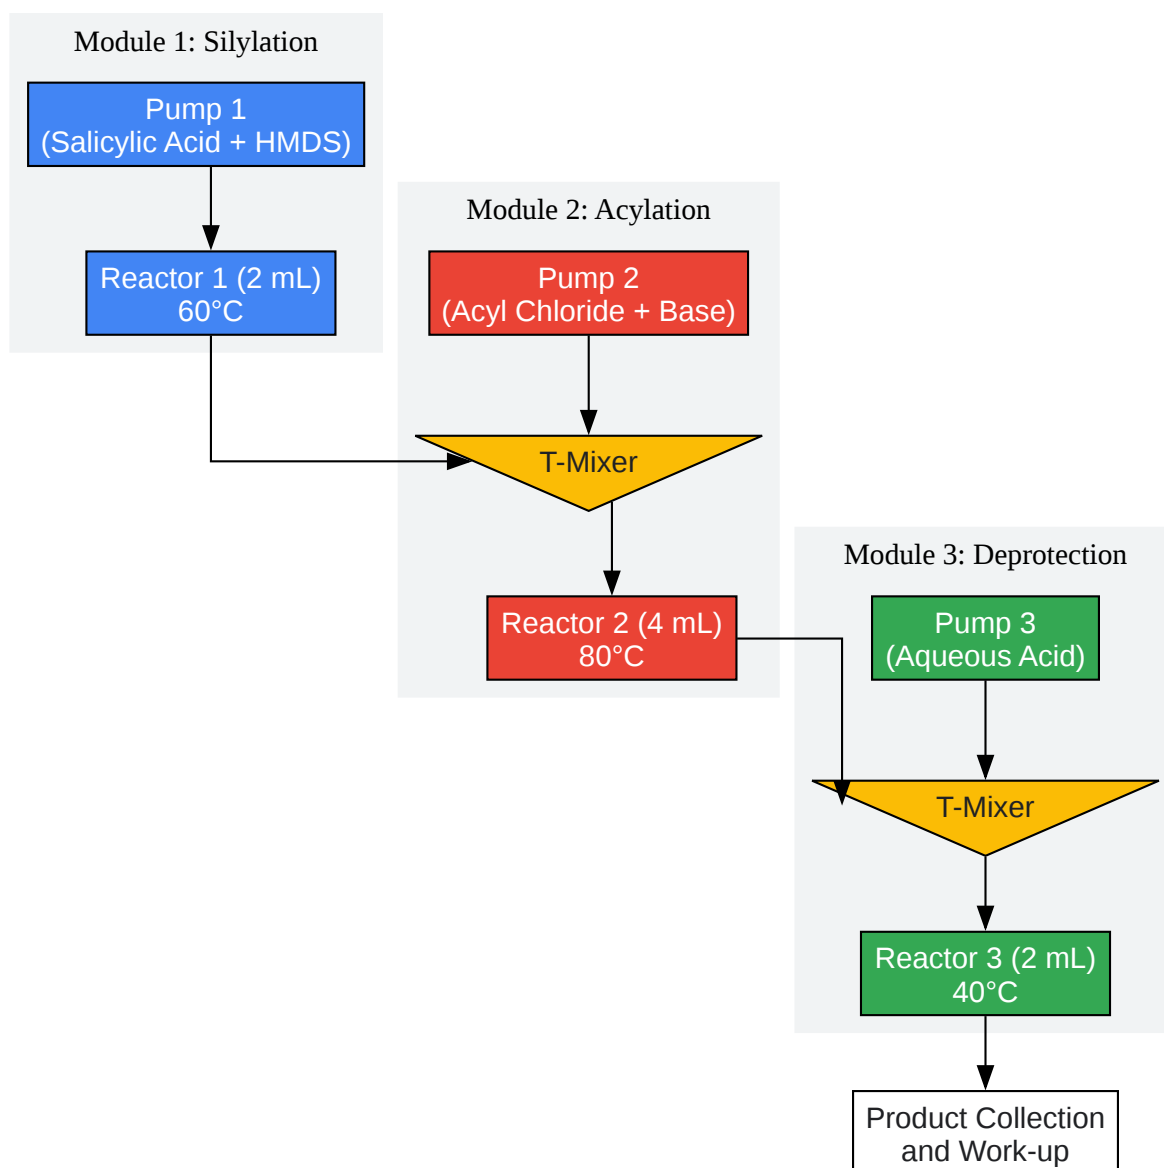 Module 1: Silylation
Pump 1
(Salicylic Acid + HMDS)
Reactor 1 (2 mL)
60°C
Module 2: Acylation
Pump 2
(Acyl Chloride + Base)
T-Mixer
Reactor 2 (4 mL)
80°C
Module 3: Deprotection
Pump 3
(Aqueous Acid)
T-Mixer
Reactor 3 (2 mL)
40°C
Product Collection
and Work-up